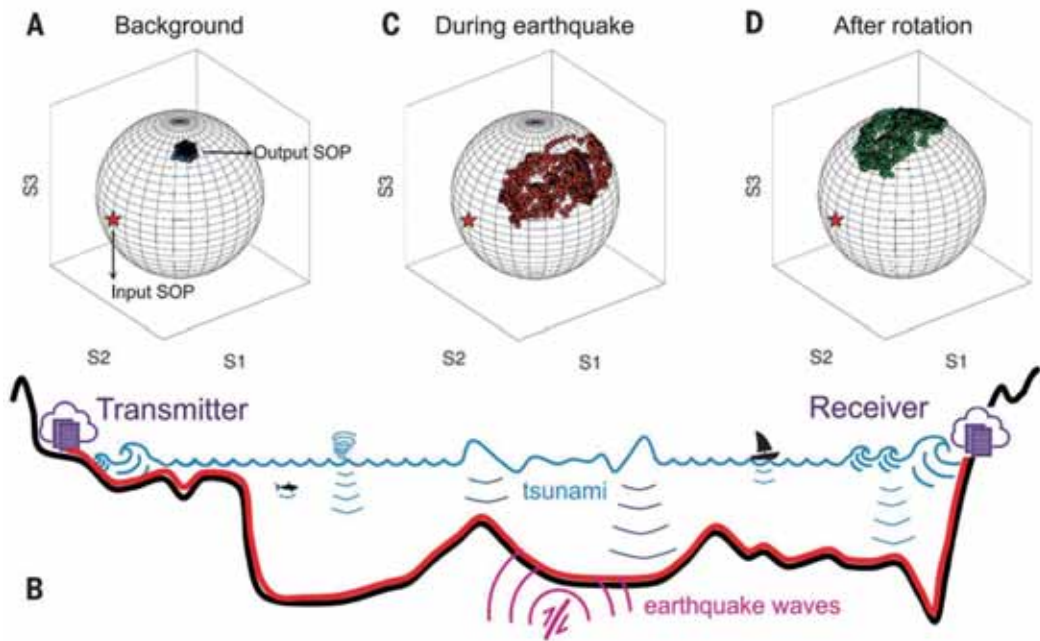 A Background
C During earthquake
D After rotation
Output SOP
Input SOP
S3
S2
S1
S3
S2
S1
S3
S2
S1
Transmitter
Receiver
tsunami
earthquake waves
B